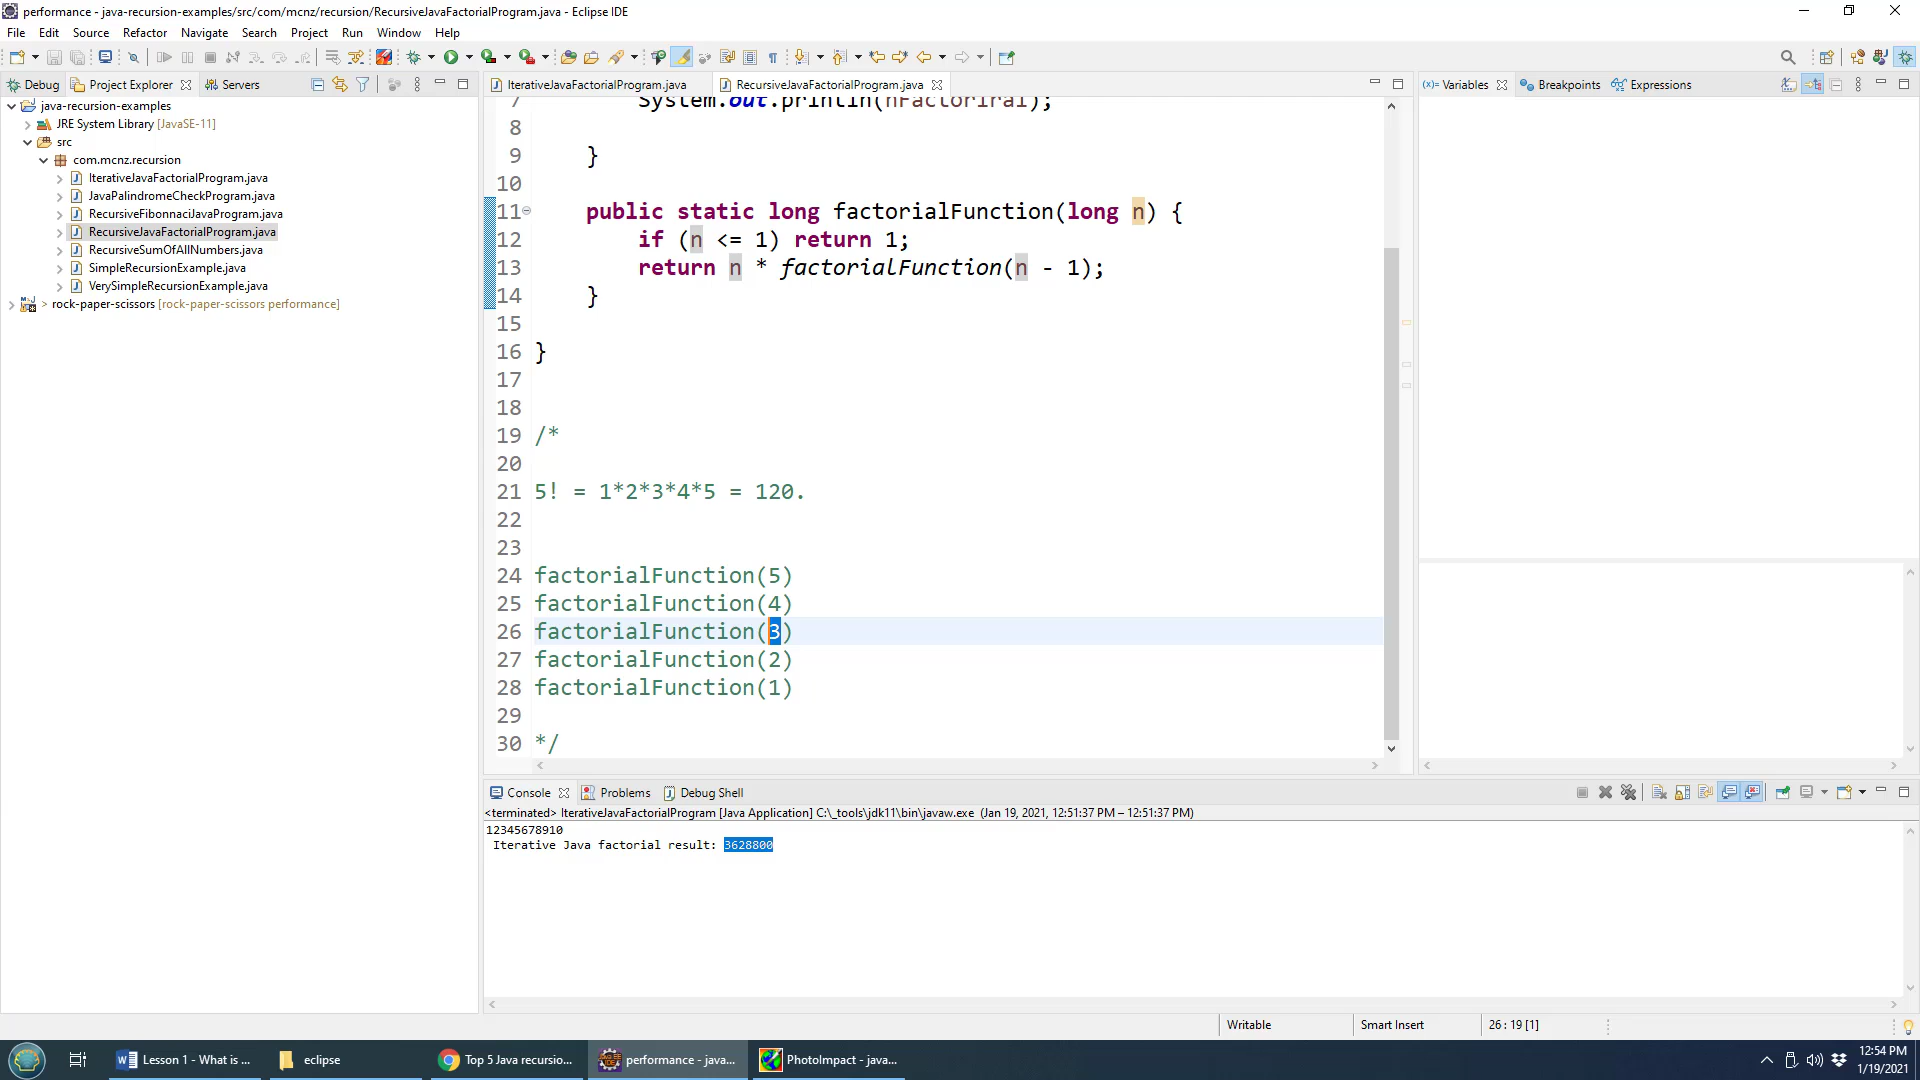 performance - java-recursion-examples/src/com/mcnz/recursion/RecursiveJavaFactorialProgram.java - Eclipse IDE
File Edit Source Refactor Navigate Search Project Run Window Help
Debug Project Explorer Servers
java-recursion-examples
JRE System Library [JavaSE-11]
src
com.mcnz.recursion
IterativeJavaFactorialProgram.java
JavaPalindromeCheckProgram.java
RecursiveFibonnaciJavaProgram.java
RecursiveJavaFactorialProgram.java
RecursiveSumOfAllNumbers.java
SimpleRecursionExample.java
VerySimpleRecursionExample.java
> rock-paper-scissors [rock-paper-scissors performance]
IterativeJavaFactorialProgram.java RecursiveJavaFactorialProgram.java
7 System.out.println(nFactoriral);
8
9 }
10
11 public static long factorialFunction(long n) {
12 if (n <= 1) return 1;
13 return n * factorialFunction(n - 1);
14 }
15
16 }
17
18
19 /*
20
21 5! = 1*2*3*4*5 = 120.
22
23
24 factorialFunction(5)
25 factorialFunction(4)
26 factorialFunction(3)
27 factorialFunction(2)
28 factorialFunction(1)
29
30 */
(x)= Variables Breakpoints Expressions
Console Problems Debug Shell
<terminated> IterativeJavaFactorialProgram [Java Application] C:\_tools\jdk11\bin\javaw.exe (Jan 19, 2021, 12:51:37 PM – 12:51:37 PM)
12345678910
Iterative Java factorial result: 3628800
Writable Smart Insert 26 : 19 [1]
Lesson 1 - What is ... eclipse Top 5 Java recursio... performance - java... PhotoImpact - java...
12:54 PM
1/19/2021